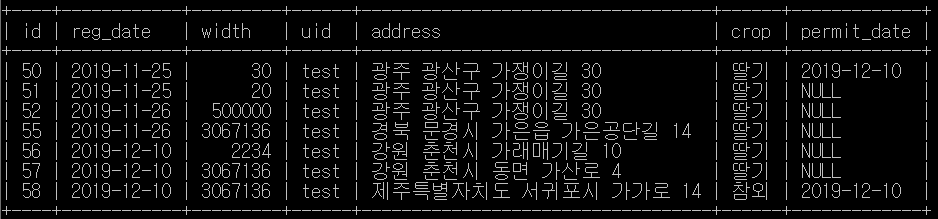 | id | reg_date | width | uid | address | crop | permit_date |
| 50 | 2019-11-25 | 30 | test | 광주 광산구 가쟁이길 30 | 딸기 | 2019-12-10 |
| 51 | 2019-11-25 | 20 | test | 광주 광산구 가쟁이길 30 | 딸기 | NULL |
| 52 | 2019-11-26 | 500000 | test | 광주 광산구 가쟁이길 30 | 딸기 | NULL |
| 55 | 2019-11-26 | 3067136 | test | 경북 문경시 가은읍 가은공단길 14 | 딸기 | NULL |
| 56 | 2019-12-10 | 2234 | test | 강원 춘천시 가래매기길 10 | 딸기 | NULL |
| 57 | 2019-12-10 | 3067136 | test | 강원 춘천시 동면 가산로 4 | 딸기 | NULL |
| 58 | 2019-12-10 | 3067136 | test | 제주특별자치도 서귀포시 가가로 14 | 참외 | 2019-12-10 |